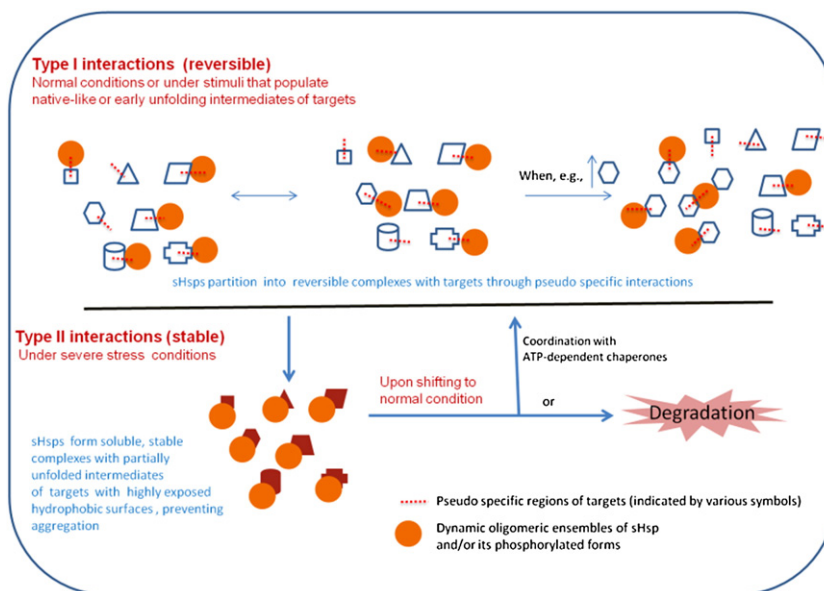 Type I interactions (reversible)
Normal conditions or under stimuli that populate
native-like or early unfolding intermediates of targets
When, e.g.,
sHsps partition into reversible complexes with targets through pseudo specific interactions
Type II interactions (stable)
Under severe stress conditions
Coordination with
ATP-dependent chaperones
Upon shifting to
normal condition
or
Degradation
sHsps form soluble, stable
complexes with partially
unfolded intermediates
of targets with highly exposed
hydrophobic surfaces , preventing
aggregation
Pseudo specific regions of targets (indicated by various symbols)
Dynamic oligomeric ensembles of sHsp
and/or its phosphorylated forms